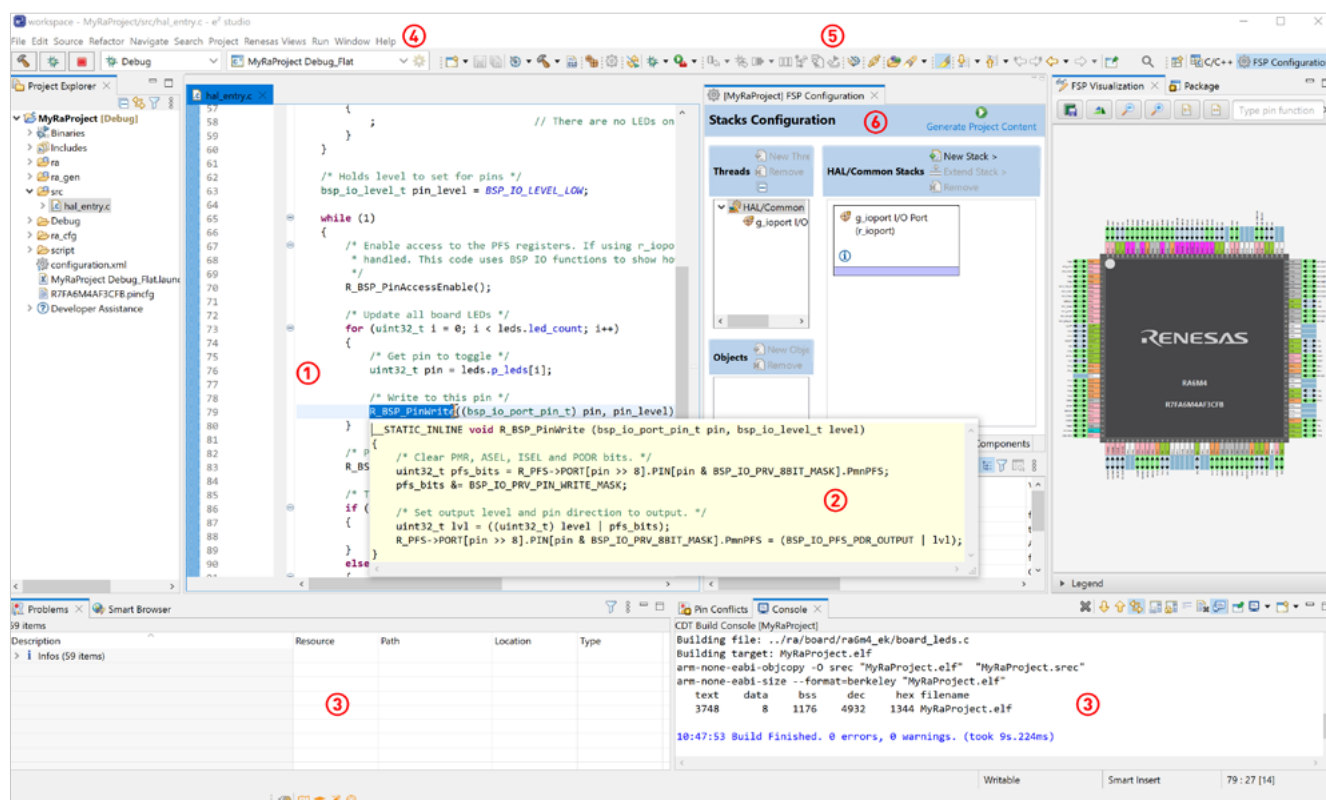 workspace - MyRaProject/src/hal_entry.c - e² studio
File Edit Source Refactor Navigate Search Project Renesas Views Run Window Help
④
⑤
Debug
MyRaProject Debug_Flat
C/C++
FSP Configuration
Project Explorer
MyRaProject [Debug]
Binaries
Includes
ra
ra_gen
src
hal_entry.c
Debug
ra_cfg
script
configuration.xml
MyRaProject Debug_Flat.launc
R7FA6M4AF3CFB.pincfg
Developer Assistance
hal_entry.c
57 {
58 ; // There are no LEDs on
59 }
60 }
61
62 /* Holds level to set for pins */
63 bsp_io_level_t pin_level = BSP_IO_LEVEL_LOW;
64
65 while (1)
66 {
67 /* Enable access to the PFS registers. If using r_iopo
68 * handled. This code uses BSP IO functions to show ho
69 */
70 R_BSP_PinAccessEnable();
71
72 /* Update all board LEDs */
73 for (uint32_t i = 0; i < leds.led_count; i++)
74 {
75 /* Get pin to toggle */
76 uint32_t pin = leds.p_leds[i];
77
78 /* Write to this pin */
79 R_BSP_PinWrite((bsp_io_port_pin_t) pin, pin_level)
80 }
81
82 /* P
83 R_BS
84
85 /* T
86 if (
87 {
88
89 }
90 else
①
__STATIC_INLINE void R_BSP_PinWrite (bsp_io_port_pin_t pin, bsp_io_level_t level)
{
/* Clear PMR, ASEL, ISEL and PODR bits. */
uint32_t pfs_bits = R_PFS->PORT[pin >> 8].PIN[pin & BSP_IO_PRV_8BIT_MASK].PmnPFS;
pfs_bits &= BSP_IO_PRV_PIN_WRITE_MASK;
/* Set output level and pin direction to output. */
uint32_t lvl = ((uint32_t) level | pfs_bits);
R_PFS->PORT[pin >> 8].PIN[pin & BSP_IO_PRV_8BIT_MASK].PmnPFS = (BSP_IO_PFS_PDR_OUTPUT | lvl);
}
②
[MyRaProject] FSP Configuration
Stacks Configuration
⑥
Generate Project Content
Threads
New Thre
Remove
HAL/Common Stacks
New Stack >
Extend Stack >
Remove
HAL/Common
g_ioport I/O
g_ioport I/O Port
(r_ioport)
Objects
New Obje
Remove
Components
FSP Visualization
Package
Type pin function
RENESAS
RA6M4
R7FA6M4AF3CFB
Legend
Problems
Smart Browser
59 items
Description
Resource
Path
Location
Type
Infos (59 items)
③
Pin Conflicts
Console
CDT Build Console [MyRaProject]
Building file: ../ra/board/ra6m4_ek/board_leds.c
Building target: MyRaProject.elf
arm-none-eabi-objcopy -O srec "MyRaProject.elf" "MyRaProject.srec"
arm-none-eabi-size --format=berkeley "MyRaProject.elf"
text data bss dec hex filename
3748 8 1176 4932 1344 MyRaProject.elf
③
10:47:53 Build Finished. 0 errors, 0 warnings. (took 9s.224ms)
Writable
Smart Insert
79 : 27 [14]